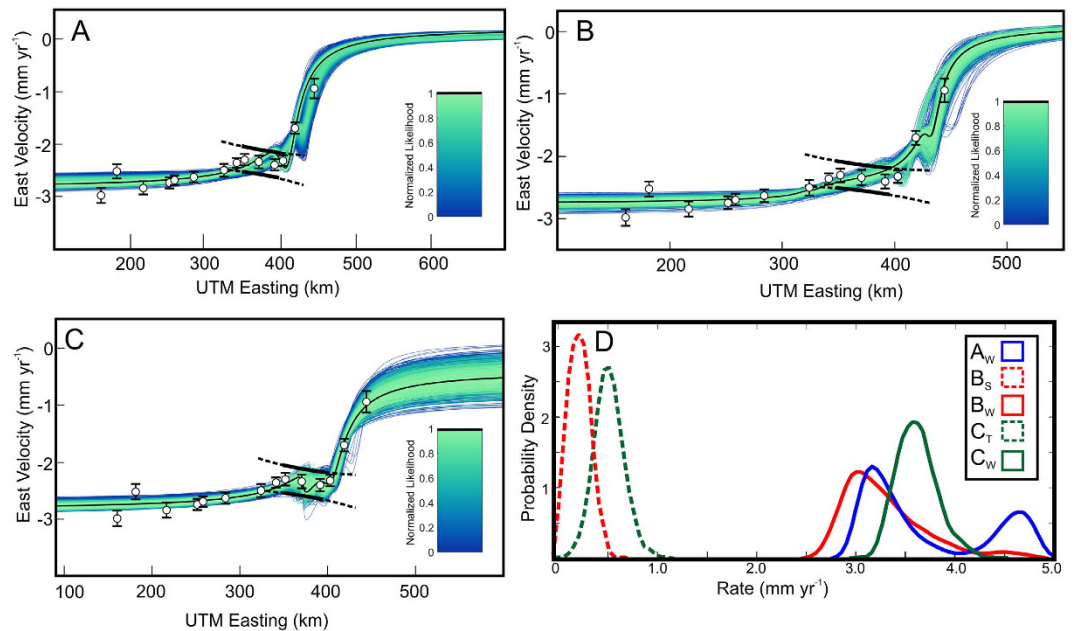 A
East Velocity (mm yr⁻¹)
0
-1
-2
-3
Normalized Likelihood
1
0.8
0.6
0.4
0.2
0
200 300 400 500 600
UTM Easting (km)
B
East Velocity (mm yr⁻¹)
0
-1
-2
-3
Normalized Likelihood
1
0.8
0.6
0.4
0.2
0
200 300 400 500
UTM Easting (km)
C
East Velocity (mm yr⁻¹)
0
-1
-2
-3
Normalized Likelihood
1
0.8
0.6
0.4
0.2
0
100 200 300 400 500
UTM Easting (km)
D
Probability Density
3
2
1
0
A_W
B_S
B_W
C_T
C_W
0 1.0 2.0 3.0 4.0 5.0
Rate (mm yr⁻¹)